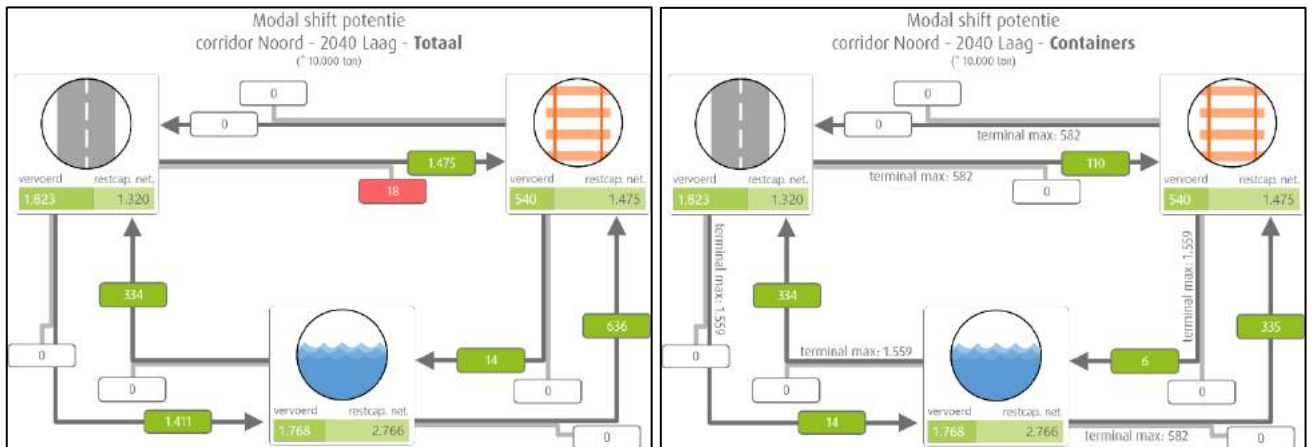 Modal shift potentie
corridor Noord - 2040 Laag - Totaal
(* 10.000 ton)
0
0
1.475
18
vervoerd restcap. net.
1.823 1.320
vervoerd restcap. net.
540 1.475
334
636
0
14
0
0
vervoerd restcap. net.
1.768 2.766
1.411
0
Modal shift potentie
corridor Noord - 2040 Laag - Containers
(* 10.000 ton)
0
0
terminal max: 582
110
terminal max: 582
0
vervoerd restcap. net.
1.823 1.320
vervoerd restcap. net.
540 1.475
terminal max: 1.559
334
terminal max: 1.559
335
0
terminal max: 1.559
6
0
0
vervoerd restcap. net.
1.768 2.766
14
terminal max: 582
0